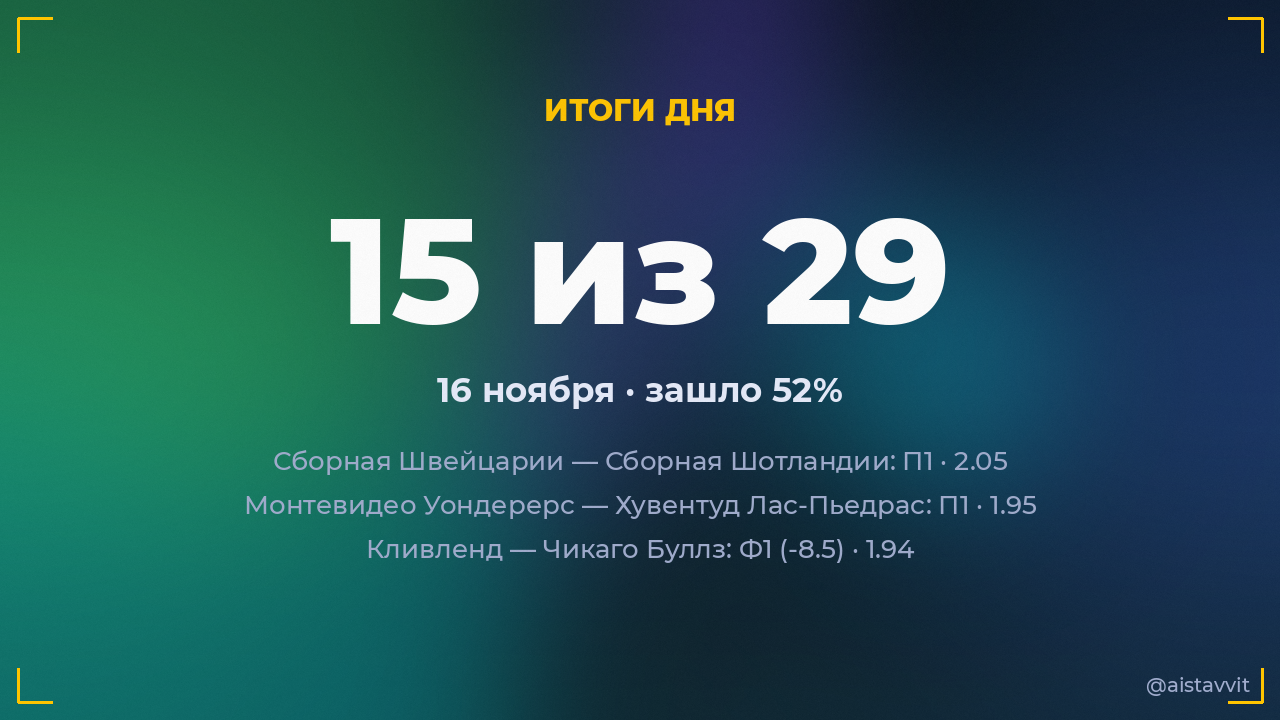 ИТОГИ ДНЯ
15 из 29
16 ноября · зашло 52%
Сборная Швейцарии — Сборная Шотландии: П1 · 2.05
Монтевидео Уондерерс — Хувентуд Лас-Пьедрас: П1 · 1.95
Кливленд — Чикаго Буллз: Ф1 (-8.5) · 1.94
@aistavvit